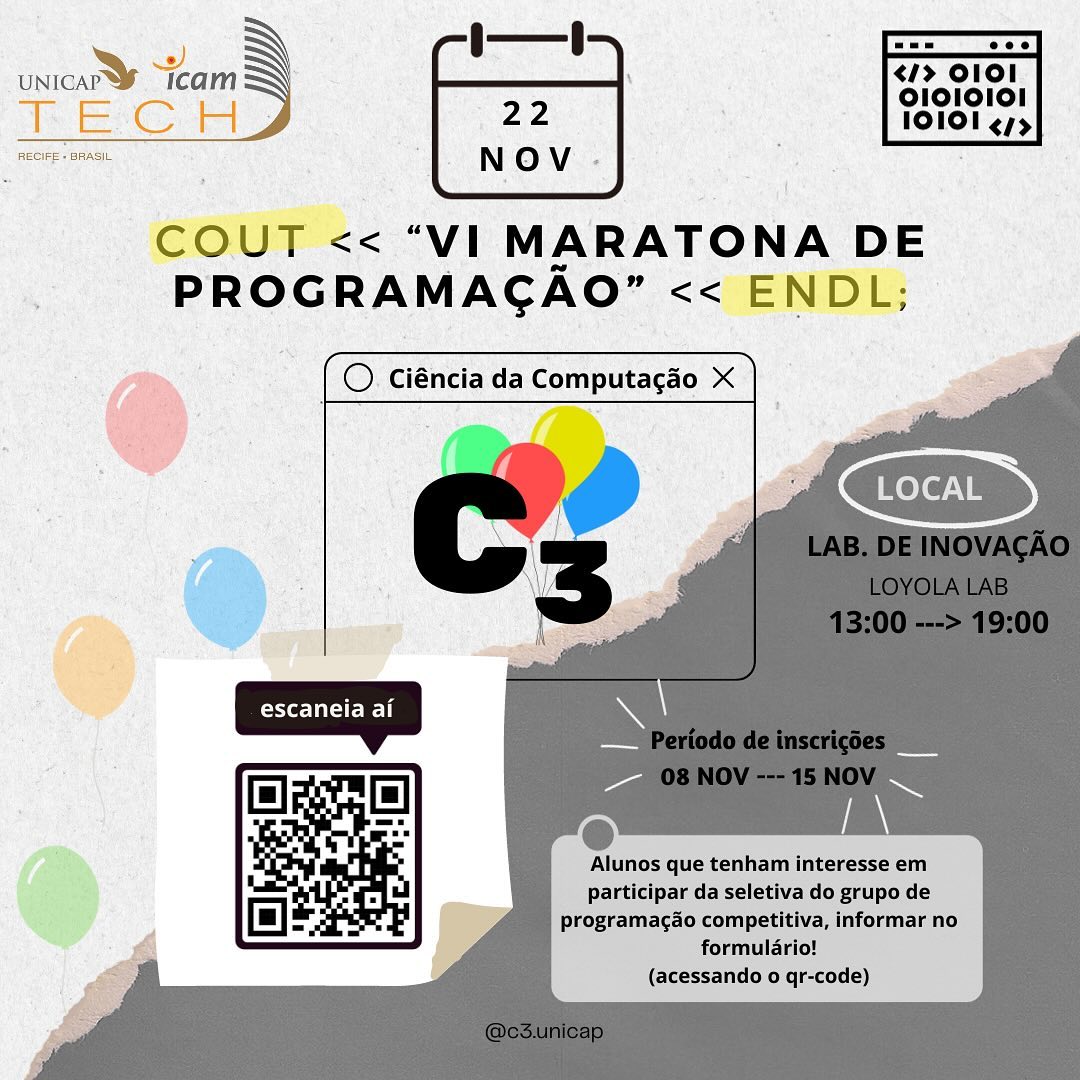 UNICAP icam
TECH
RECIFE • BRASIL
22
NOV
</> 0101
01010101
10101 </>
COUT << “VI MARATONA DE
PROGRAMAÇÃO” << ENDL;
Ciência da Computação
C3
LOCAL
LAB. DE INOVAÇÃO
LOYOLA LAB
13:00 ---> 19:00
escaneia aí
Período de inscrições
08 NOV --- 15 NOV
Alunos que tenham interesse em
participar da seletiva do grupo de
programação competitiva, informar no
formulário!
(acessando o qr-code)
@c3.unicap